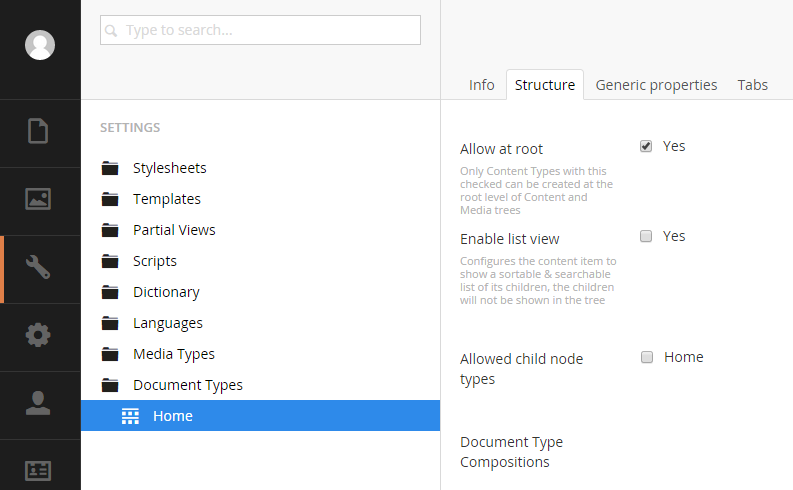 Type to search...
SETTINGS
Stylesheets
Templates
Partial Views
Scripts
Dictionary
Languages
Media Types
Document Types
Home
Info Structure Generic properties Tabs
Allow at root
Yes
Only Content Types with this
checked can be created at the
root level of Content and
Media trees
Enable list view
Yes
Configures the content item to
show a sortable & searchable
list of its children, the children
will not be shown in the tree
Allowed child node
types
Home
Document Type
Compositions